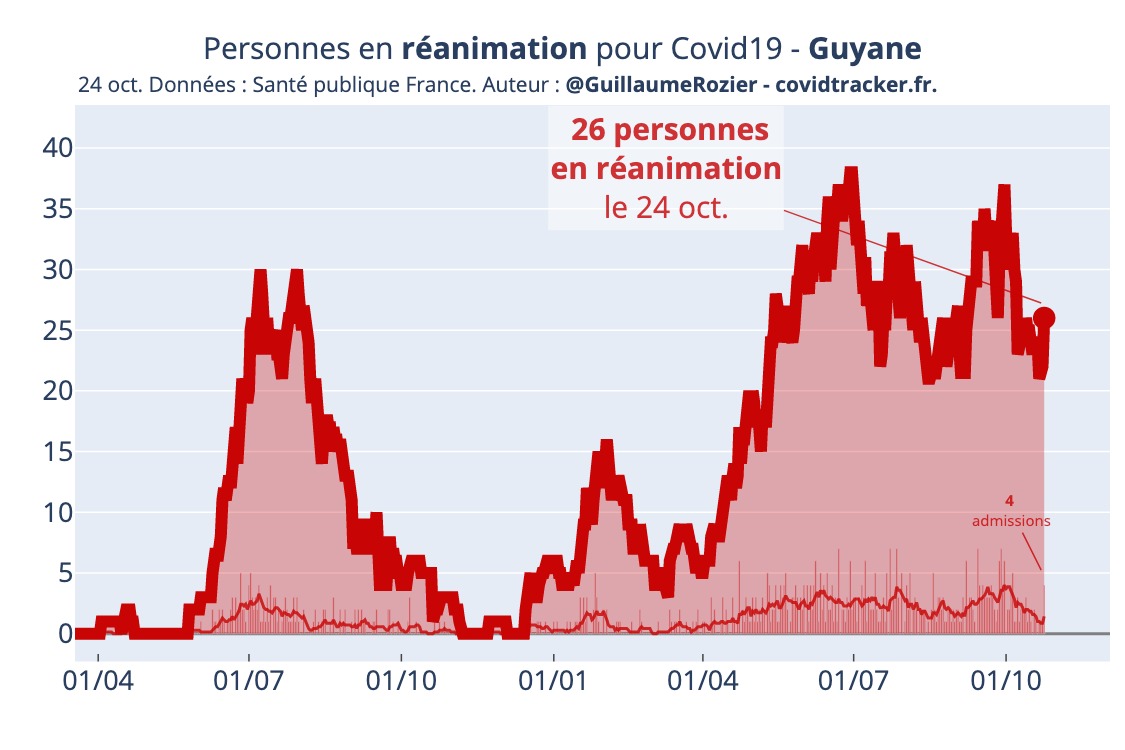 Personnes en réanimation pour Covid19 - Guyane
24 oct. Données : Santé publique France. Auteur : @GuillaumeRozier - covidtracker.fr.
26 personnes
en réanimation
le 24 oct.
40
35
30
25
20
15
10
5
0
4
admissions
01/04
01/07
01/10
01/01
01/04
01/07
01/10